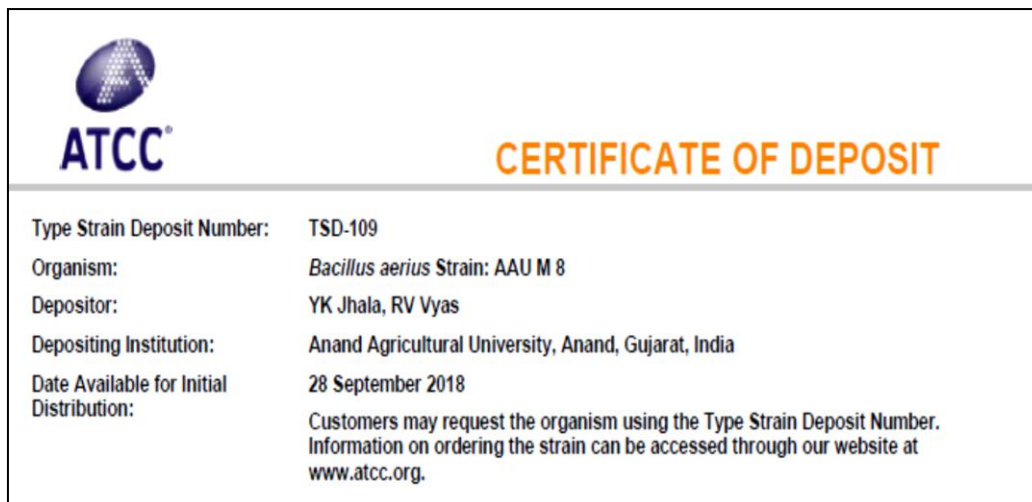 ATCC®
CERTIFICATE OF DEPOSIT
Type Strain Deposit Number: TSD-109
Organism: Bacillus aerius Strain: AAU M 8
Depositor: YK Jhala, RV Vyas
Depositing Institution: Anand Agricultural University, Anand, Gujarat, India
Date Available for Initial 28 September 2018
Distribution:
Customers may request the organism using the Type Strain Deposit Number.
Information on ordering the strain can be accessed through our website at
www.atcc.org.